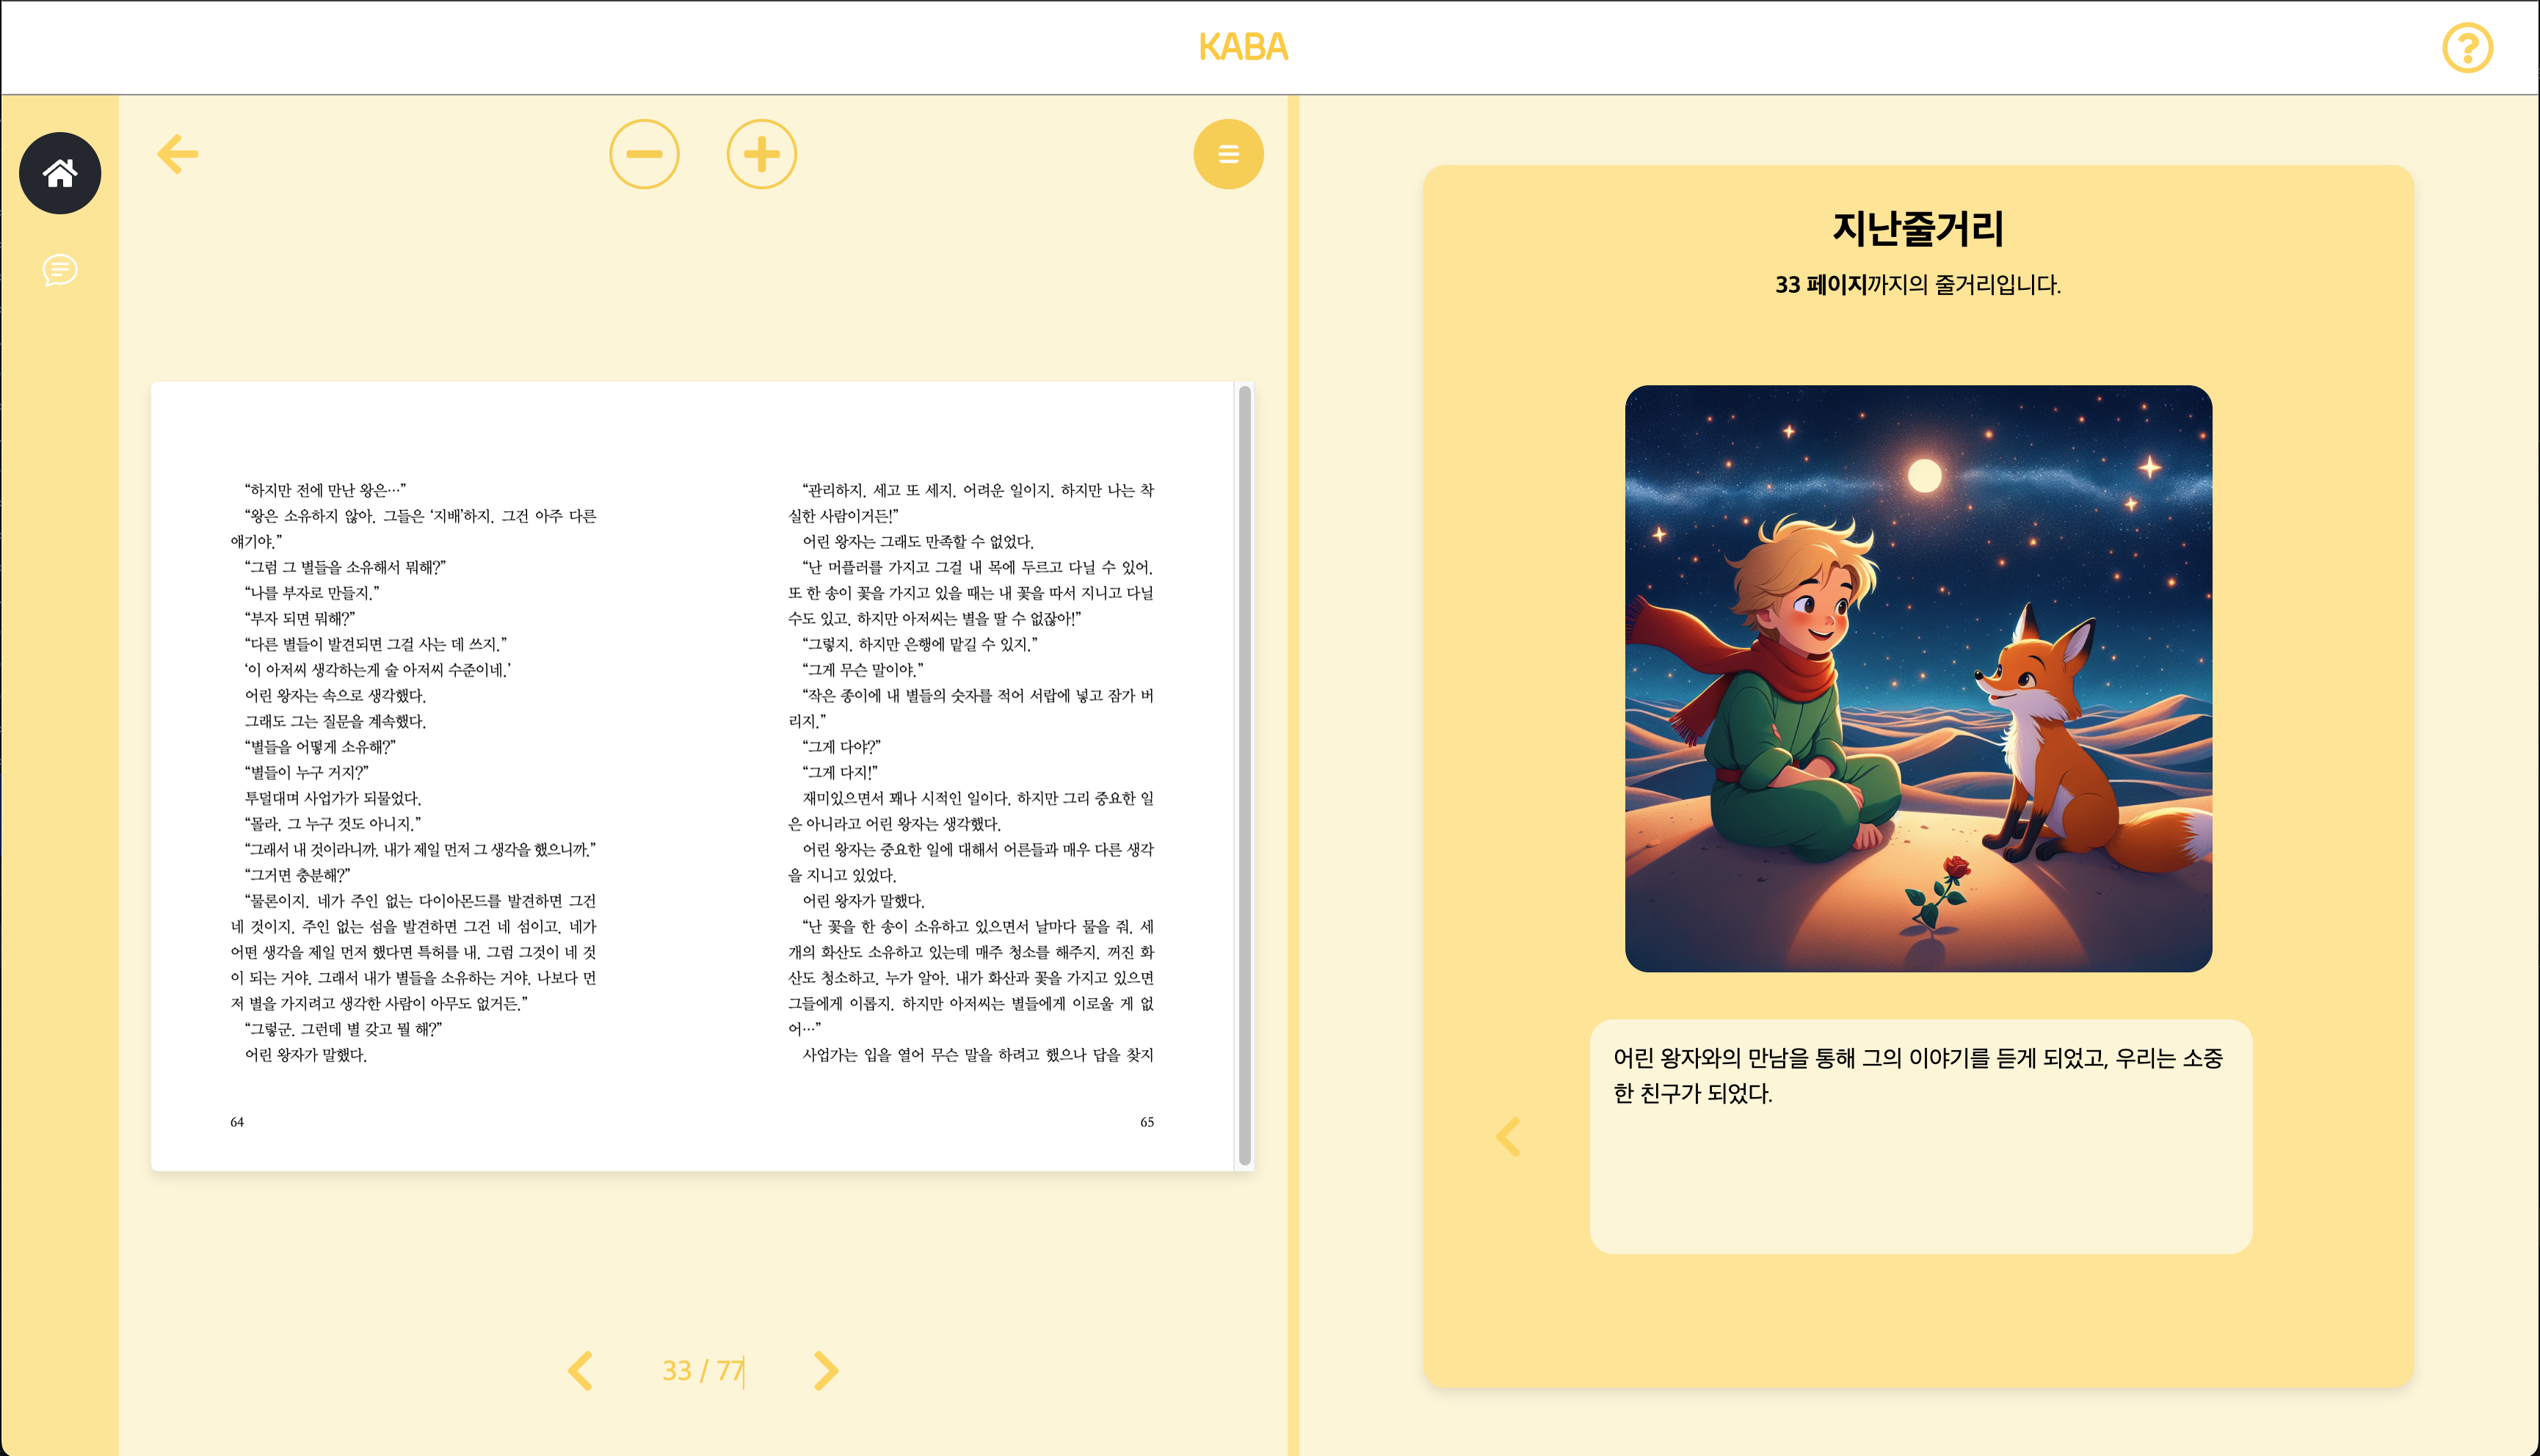 KABA
“하지만 전에 만난 왕은…”
“왕은 소유하지 않아. 그들은 ‘지배’하지. 그건 아주 다른
얘기야.”
“그럼 그 별들을 소유해서 뭐해?”
“나를 부자로 만들지.”
“부자 되면 뭐해?”
“다른 별들이 발견되면 그걸 사는 데 쓰지.”
‘이 아저씨 생각하는게 술 아저씨 수준이네.’
어린 왕자는 속으로 생각했다.
그래도 그는 질문을 계속했다.
“별들을 어떻게 소유해?”
“별들이 누구 거지?”
투덜대며 사업가가 되물었다.
“몰라. 그 누구 것도 아니지.”
“그래서 내 것이라니까. 내가 제일 먼저 그 생각을 했으니까.”
“그거면 충분해?”
“물론이지. 네가 주인 없는 다이아몬드를 발견하면 그건
네 것이지. 주인 없는 섬을 발견하면 그건 네 섬이고. 네가
어떤 생각을 제일 먼저 했다면 특허를 내. 그럼 그것이 네 것
이 되는 거야. 그래서 내가 별들을 소유하는 거야. 나보다 먼
저 별을 가지려고 생각한 사람이 아무도 없거든.”
“그렇군. 그런데 별 갖고 뭘 해?”
어린 왕자가 말했다.
64
“관리하지. 세고 또 세지. 어려운 일이지. 하지만 나는 착
실한 사람이거든!”
어린 왕자는 그래도 만족할 수 없었다.
“난 머플러를 가지고 그걸 내 목에 두르고 다닐 수 있어.
또 한 송이 꽃을 가지고 있을 때는 내 꽃을 따서 지니고 다닐
수도 있고. 하지만 아저씨는 별을 딸 수 없잖아!”
“그렇지. 하지만 은행에 맡길 수 있지.”
“그게 무슨 말이야.”
“작은 종이에 내 별들의 숫자를 적어 서랍에 넣고 잠가 버
리지.”
“그게 다야?”
“그게 다지!”
재미있으면서 꽤나 시적인 일이다. 하지만 그리 중요한 일
은 아니라고 어린 왕자는 생각했다.
어린 왕자는 중요한 일에 대해서 어른들과 매우 다른 생각
을 지니고 있었다.
어린 왕자가 말했다.
“난 꽃을 한 송이 소유하고 있으면서 날마다 물을 줘. 세
개의 화산도 소유하고 있는데 매주 청소를 해주지. 꺼진 화
산도 청소하고. 누가 알아. 내가 화산과 꽃을 가지고 있으면
그들에게 이롭지. 하지만 아저씨는 별들에게 이로울 게 없
어…”
사업가는 입을 열어 무슨 말을 하려고 했으나 답을 찾지
65
33 / 77
지난줄거리
33 페이지까지의 줄거리입니다.
어린 왕자와의 만남을 통해 그의 이야기를 듣게 되었고, 우리는 소중
한 친구가 되었다.